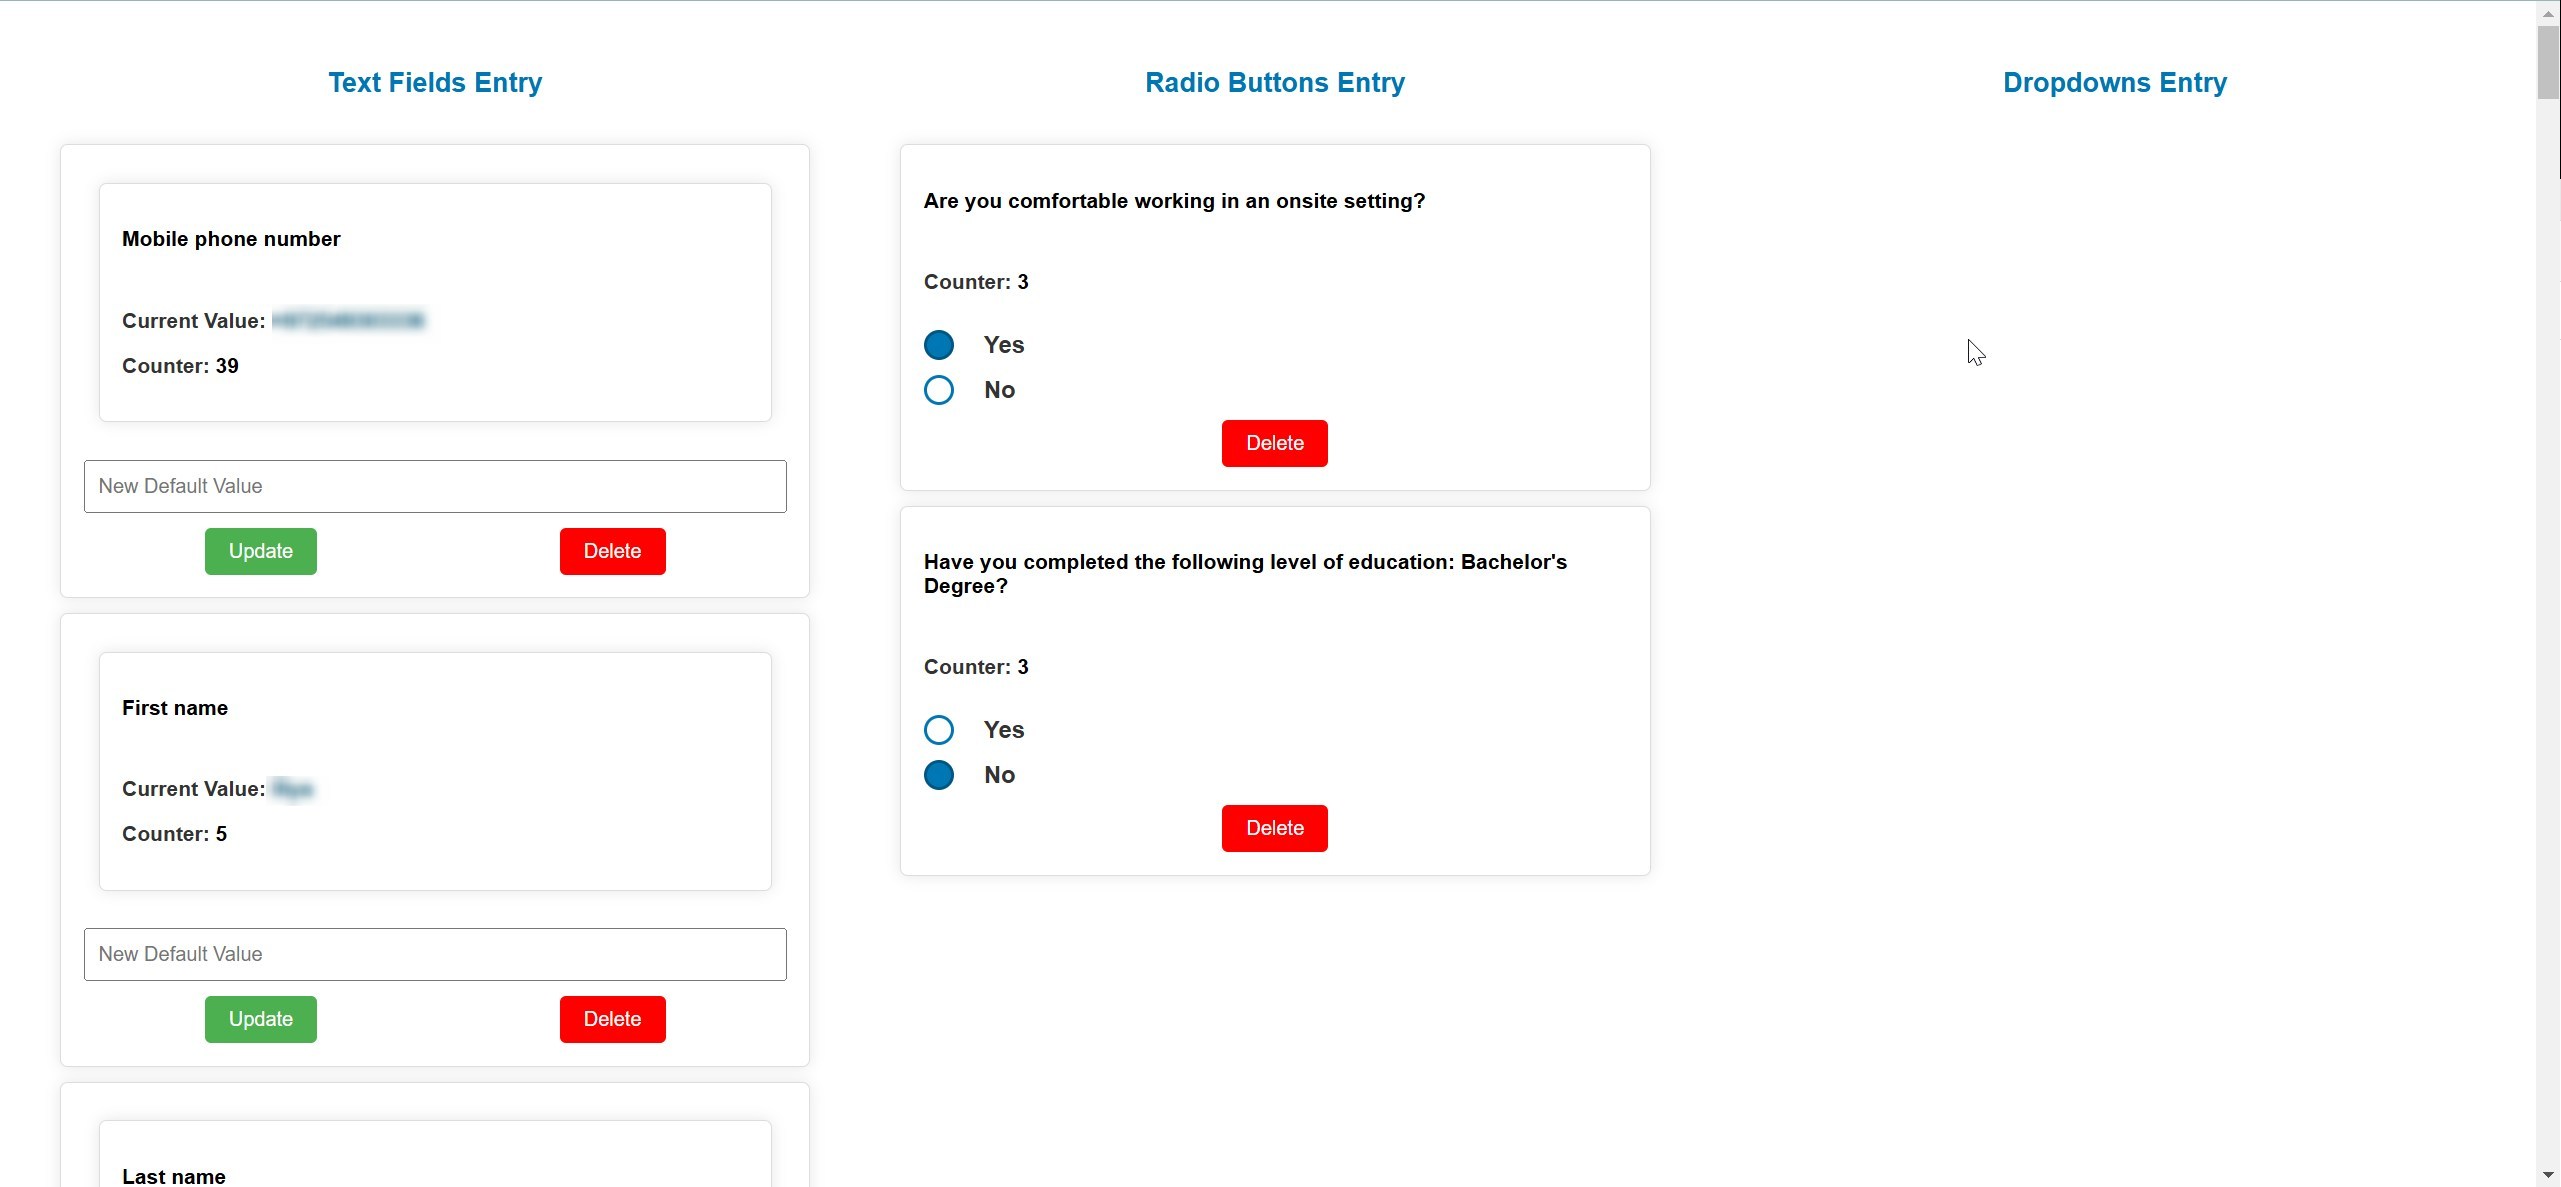 Text Fields Entry
Mobile phone number
Current Value:
Counter: 39
New Default Value
Update
Delete
First name
Current Value:
Counter: 5
New Default Value
Update
Delete
Last name
Radio Buttons Entry
Are you comfortable working in an onsite setting?
Counter: 3
Yes
No
Delete
Have you completed the following level of education: Bachelor's
Degree?
Counter: 3
Yes
No
Delete
Dropdowns Entry